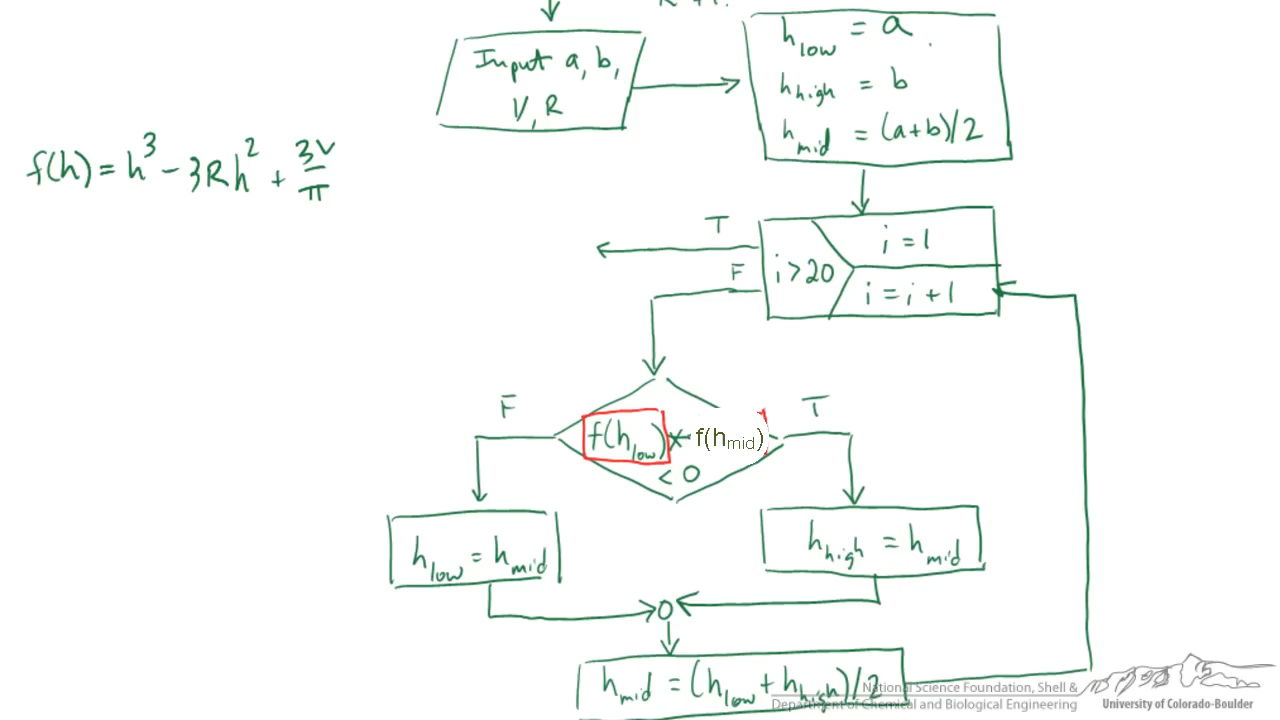 Input a, b,
V, R
h_low = a
h_high = b
h_mid = (a+b)/2
f(h) = h³ - 3Rh² + 3V/π
T
F
i > 20
i = 1
i = i + 1
F
f(h_low) × f(h_mid)
< 0
T
h_low = h_mid
h_high = h_mid
h_mid = (h_low + h_high)/2
National Science Foundation, Shell &
Department of Chemical and Biological Engineering
University of Colorado-Boulder